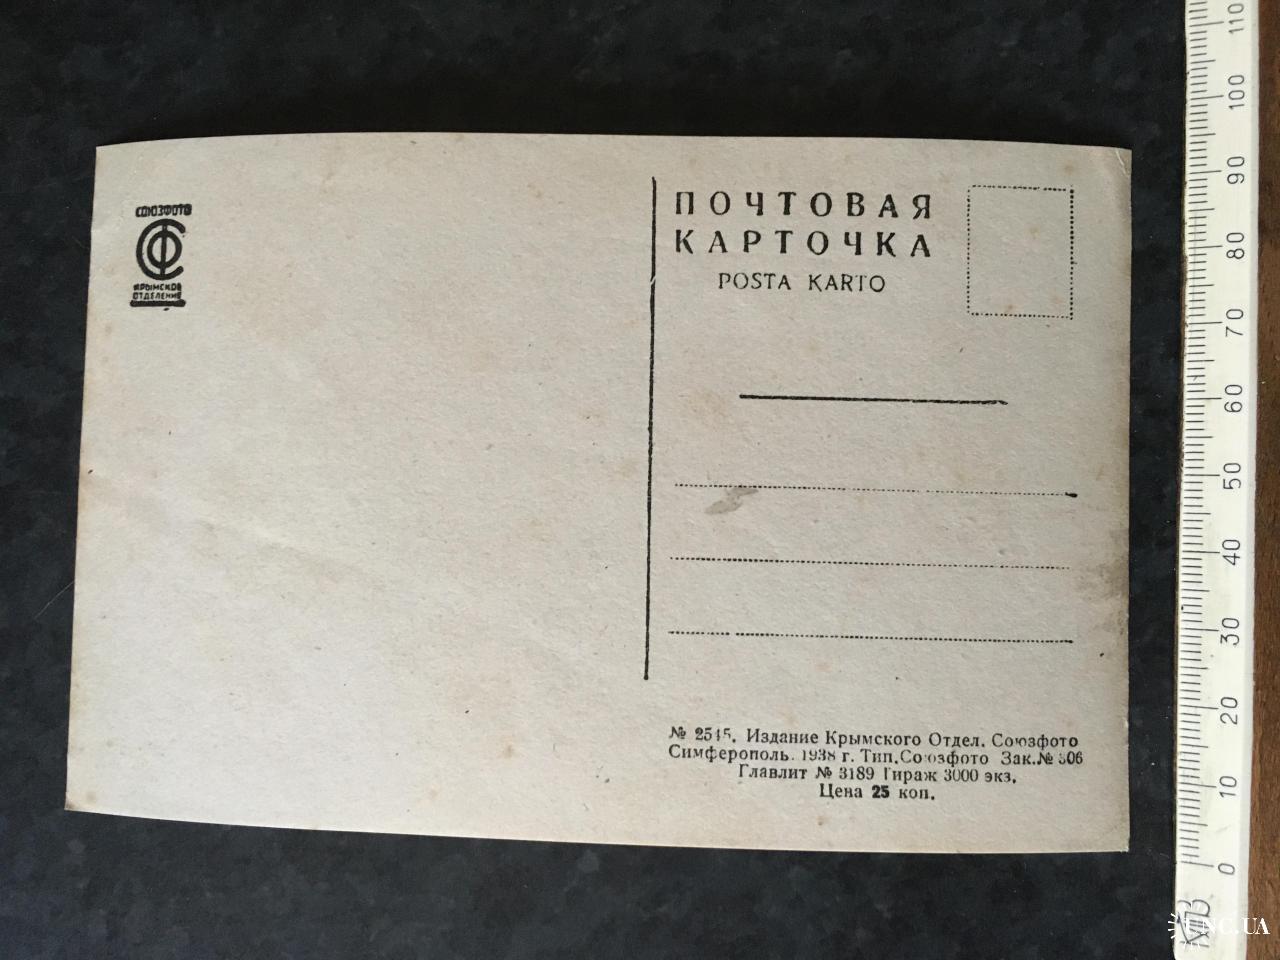 СОЮЗФОТО
СФ
КРЫМСКОЕ
ОТДЕЛЕНИЕ
ПОЧТОВАЯ
КАРТОЧКА
POSTA KARTO
№ Издание Крымского Отдел. Союзфото
Симферополь. 1938 г. Тип.Союзфото Зак.№
Главлит № 3189 Тираж 3000 экз.
Цена 25 коп.
110
100
90
80
70
60
50
40
30
20
10
0
UNC.UA